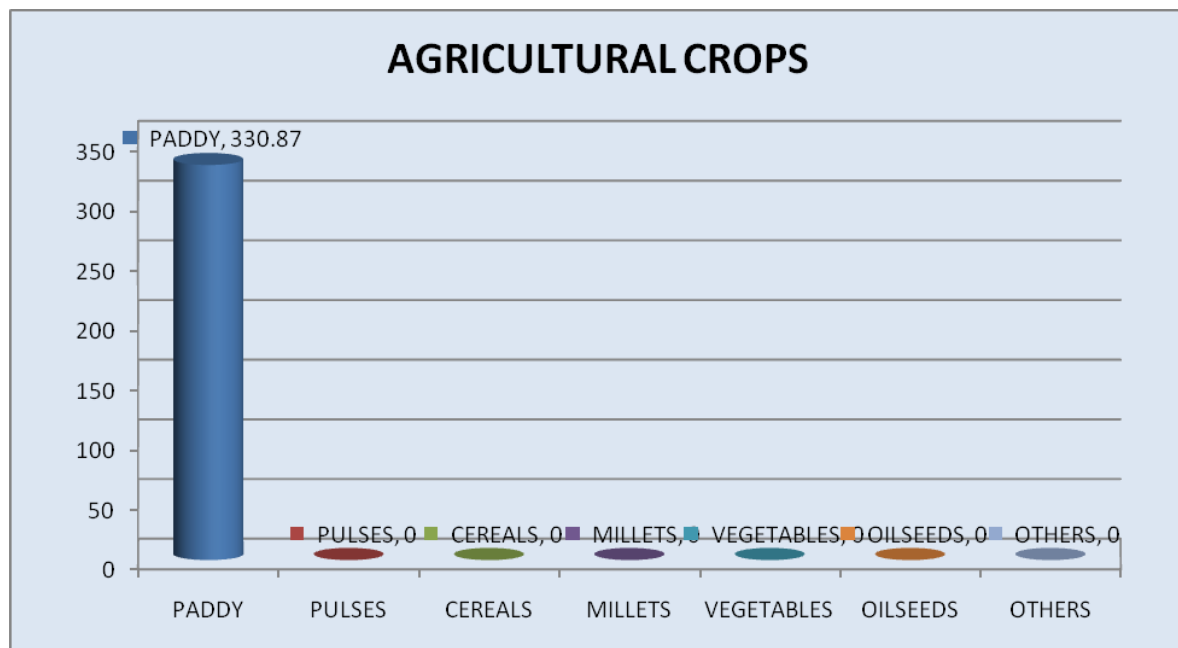 AGRICULTURAL CROPS
PADDY, 330.87
350
300
250
200
150
100
50
0
PULSES, 0
CEREALS, 0
MILLETS, 0
VEGETABLES, 0
OILSEEDS, 0
OTHERS, 0
PADDY
PULSES
CEREALS
MILLETS
VEGETABLES
OILSEEDS
OTHERS